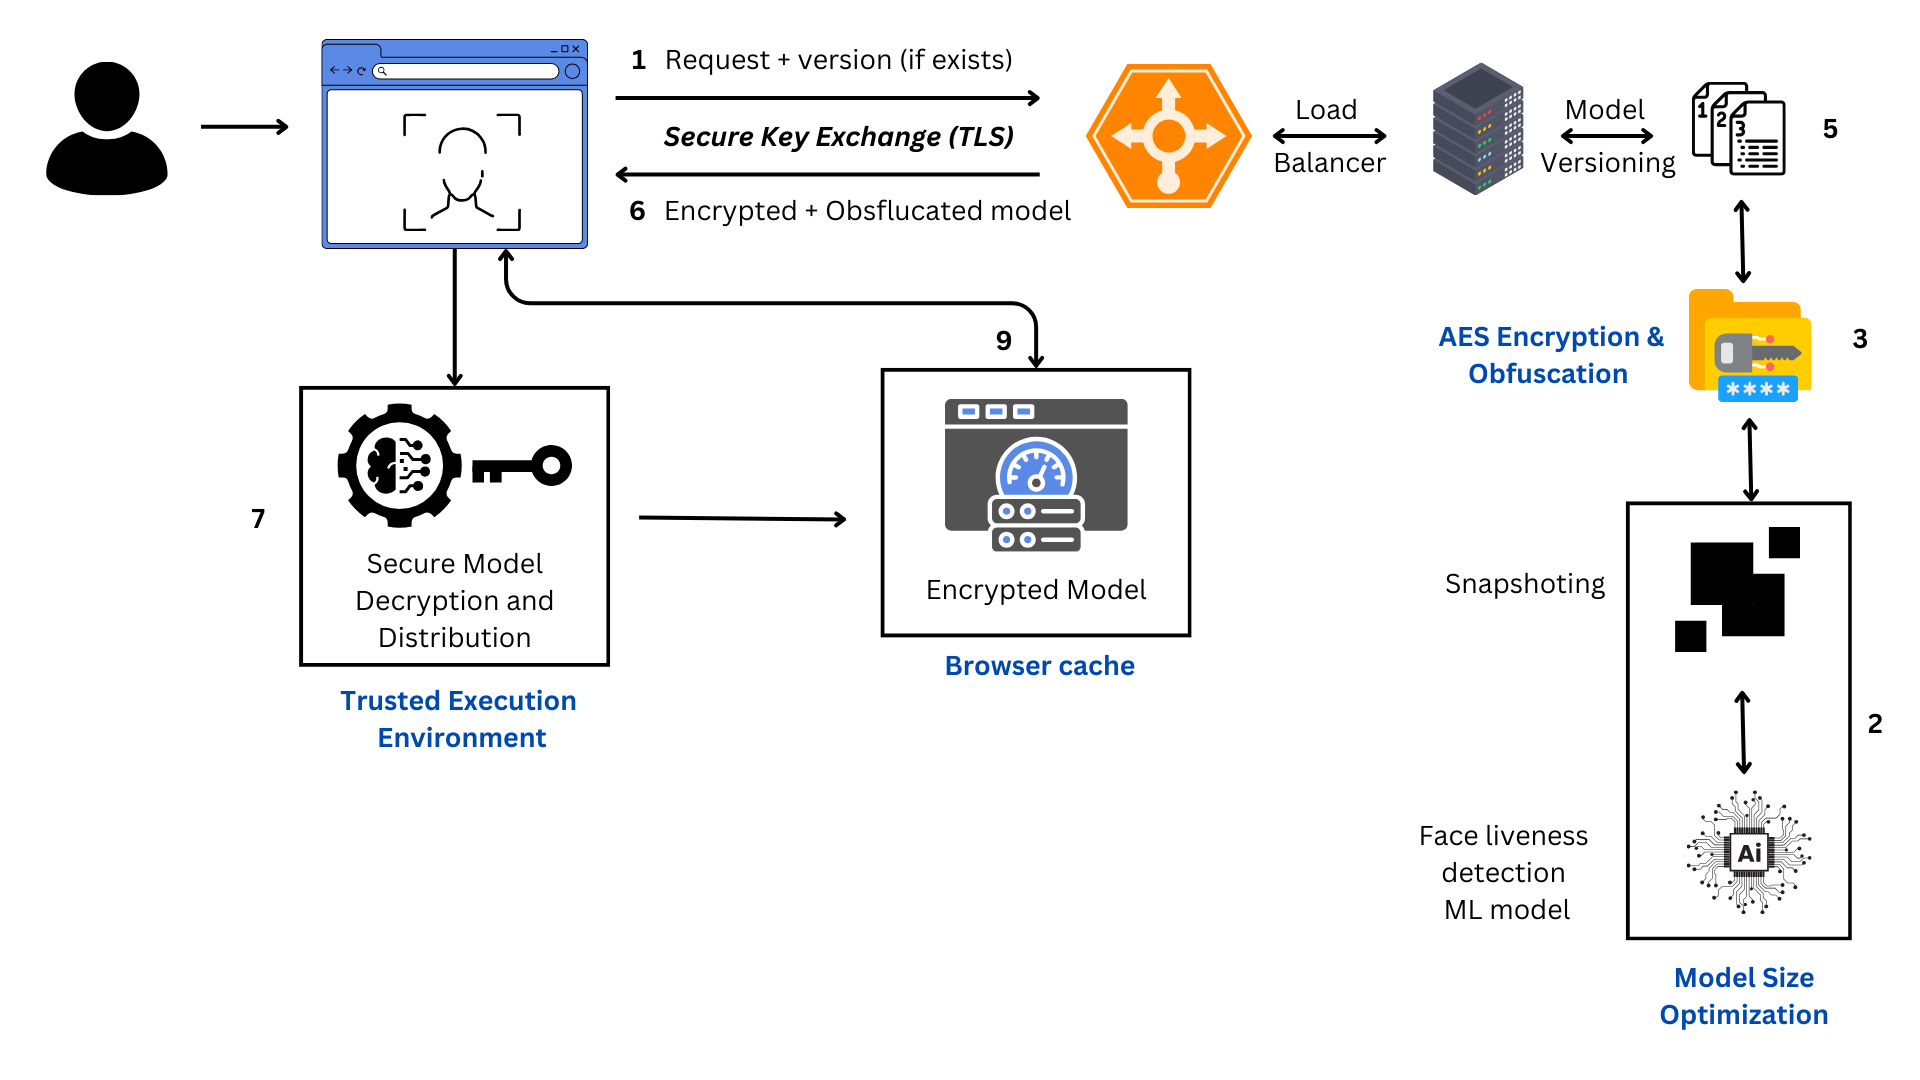 1 Request + version (if exists)
Secure Key Exchange (TLS)
6 Encrypted + Obsflucated model
Load
Balancer
Model
Versioning
1
2
3
5
AES Encryption &
Obfuscation
****
3
9
7
Secure Model
Decryption and
Distribution
Trusted Execution
Environment
Encrypted Model
Browser cache
Snapshoting
2
Face liveness
detection
ML model
Ai
Model Size
Optimization